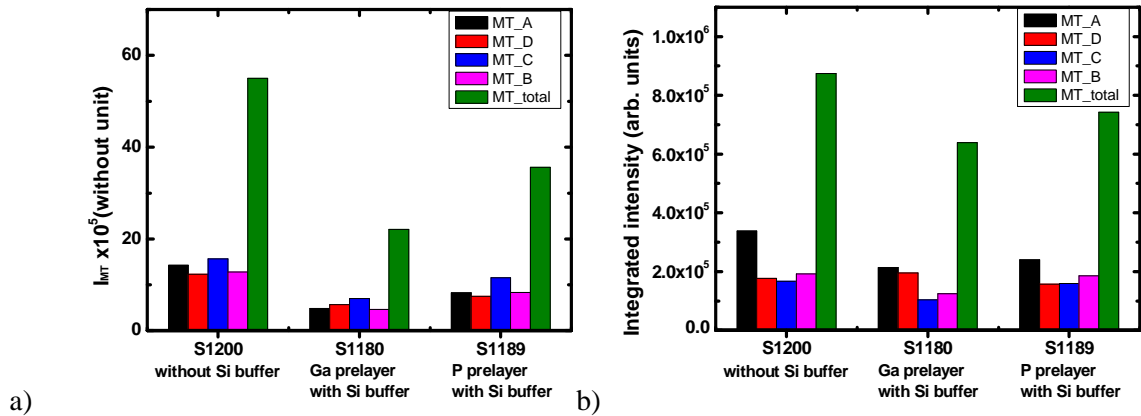 60
40
20
0
I_MT x10^5(without unit)
MT_A
MT_D
MT_C
MT_B
MT_total
S1200
without Si buffer
S1180
Ga prelayer
with Si buffer
S1189
P prelayer
with Si buffer
a)
1.0x10^6
8.0x10^5
6.0x10^5
4.0x10^5
2.0x10^5
0.0
Integrated intensity (arb. units)
MT_A
MT_D
MT_C
MT_B
MT_total
S1200
without Si buffer
S1180
Ga prelayer
with Si buffer
S1189
P prelayer
with Si buffer
b)